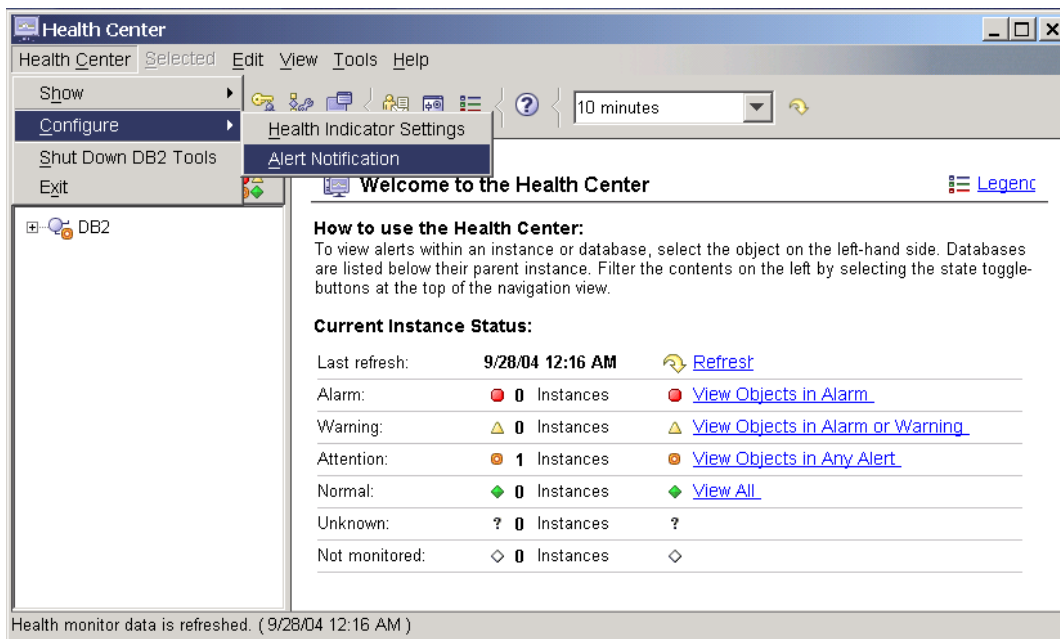 Health Center
Health Center Selected Edit View Tools Help
Show
Configure
Shut Down DB2 Tools
Exit
Health Indicator Settings
Alert Notification
10 minutes
DB2
Welcome to the Health Center
Legend
How to use the Health Center:
To view alerts within an instance or database, select the object on the left-hand side. Databases
are listed below their parent instance. Filter the contents on the left by selecting the state toggle-
buttons at the top of the navigation view.
Current Instance Status:
Last refresh: 9/28/04 12:16 AM Refresh
Alarm: 0 Instances View Objects in Alarm
Warning: 0 Instances View Objects in Alarm or Warning
Attention: 1 Instances View Objects in Any Alert
Normal: 0 Instances View All
Unknown: ? 0 Instances ?
Not monitored: 0 Instances
Health monitor data is refreshed. ( 9/28/04 12:16 AM )